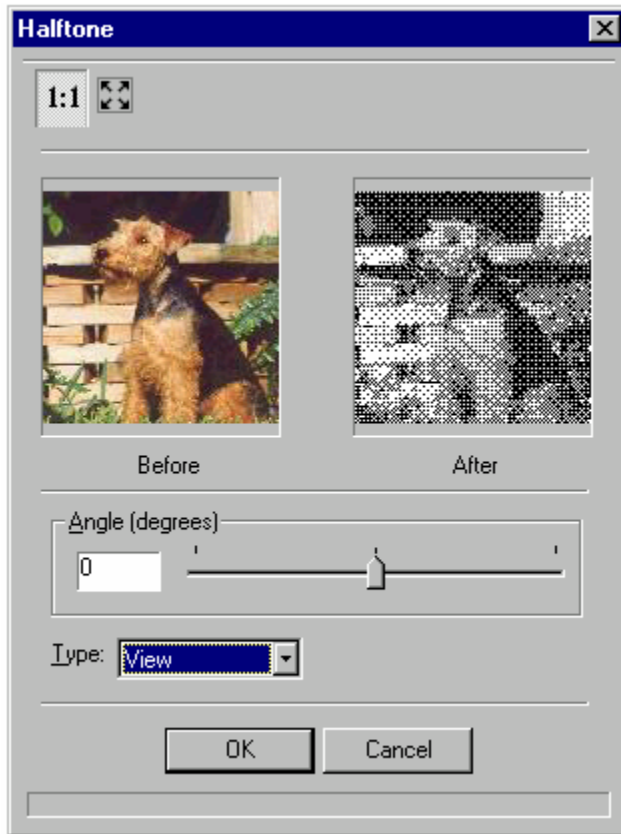 Halftone
1:1
Before After
Angle (degrees)
0
Type: View
OK Cancel